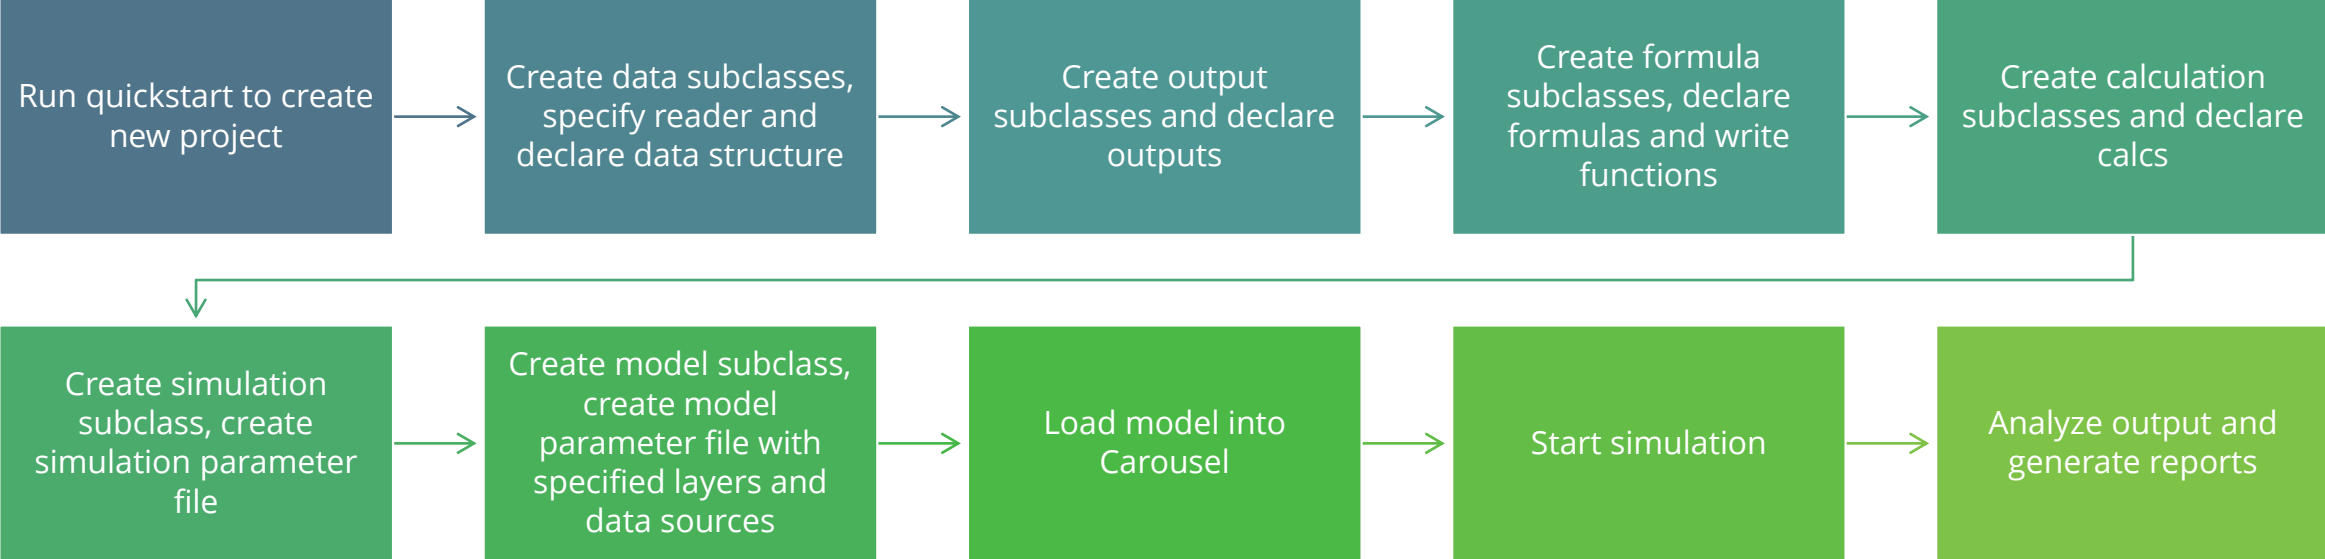 Run quickstart to create
new project
Create data subclasses,
specify reader and
declare data structure
Create output
subclasses and declare
outputs
Create formula
subclasses, declare
formulas and write
functions
Create calculation
subclasses and declare
calcs
Create simulation
subclass, create
simulation parameter
file
Create model subclass,
create model
parameter file with
specified layers and
data sources
Load model into
Carousel
Start simulation
Analyze output and
generate reports